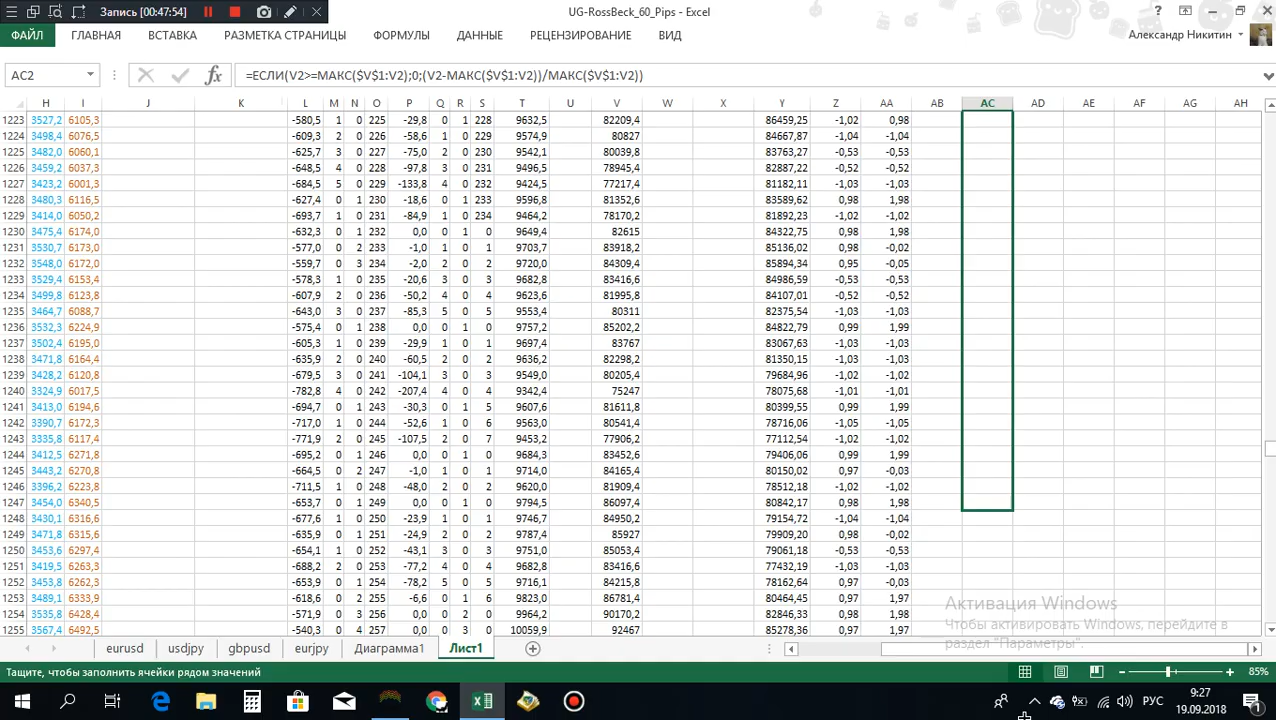 Запись [00:47:54]
UG-RossBeck_60_Pips - Excel
?
ФАЙЛ ГЛАВНАЯ ВСТАВКА РАЗМЕТКА СТРАНИЦЫ ФОРМУЛЫ ДАННЫЕ РЕЦЕНЗИРОВАНИЕ ВИД Александр Никитин
AC2 fx =ЕСЛИ(V2>=МАКС($V$1:V2);0;(V2-МАКС($V$1:V2))/МАКС($V$1:V2))
H I J K L M N O P Q R S T U V W X Y Z AA AB AC AD AE AF AG AH
1223 3527,2 6105,3 -580,5 1 0 225 -29,8 0 1 228 9632,5 82209,4 86459,25 -1,02 0,98
1224 3498,4 6076,5 -609,3 2 0 226 -58,6 1 0 229 9574,9 80827 84667,87 -1,04 -1,04
1225 3482,0 6060,1 -625,7 3 0 227 -75,0 2 0 230 9542,1 80039,8 83763,27 -0,53 -0,53
1226 3459,2 6037,3 -648,5 4 0 228 -97,8 3 0 231 9496,5 78945,4 82887,22 -0,52 -0,52
1227 3423,2 6001,3 -684,5 5 0 229 -133,8 4 0 232 9424,5 77217,4 81182,11 -1,03 -1,03
1228 3480,3 6116,5 -627,4 0 1 230 -18,6 0 1 233 9596,8 81352,6 83589,62 0,98 1,98
1229 3414,0 6050,2 -693,7 1 0 231 -84,9 1 0 234 9464,2 78170,2 81892,23 -1,02 -1,02
1230 3475,4 6174,0 -632,3 0 1 232 0,0 0 1 0 9649,4 82615 84322,75 0,98 1,98
1231 3530,7 6173,0 -577,0 0 2 233 -1,0 1 0 1 9703,7 83918,2 85136,02 0,98 -0,02
1232 3548,0 6172,0 -559,7 0 3 234 -2,0 2 0 2 9720,0 84309,4 85894,34 0,95 -0,05
1233 3529,4 6153,4 -578,3 1 0 235 -20,6 3 0 3 9682,8 83416,6 84986,59 -0,53 -0,53
1234 3499,8 6123,8 -607,9 2 0 236 -50,2 4 0 4 9623,6 81995,8 84107,01 -0,52 -0,52
1235 3464,7 6088,7 -643,0 3 0 237 -85,3 5 0 5 9553,4 80311 82375,54 -1,03 -1,03
1236 3532,3 6224,9 -575,4 0 1 238 0,0 0 1 0 9757,2 85202,2 84822,79 0,99 1,99
1237 3502,4 6195,0 -605,3 1 0 239 -29,9 1 0 1 9697,4 83767 83067,63 -1,03 -1,03
1238 3471,8 6164,4 -635,9 2 0 240 -60,5 2 0 2 9636,2 82298,2 81350,15 -1,03 -1,03
1239 3428,2 6120,8 -679,5 3 0 241 -104,1 3 0 3 9549,0 80205,4 79684,96 -1,02 -1,02
1240 3324,9 6017,5 -782,8 4 0 242 -207,4 4 0 4 9342,4 75247 78075,68 -1,01 -1,01
1241 3413,0 6194,6 -694,7 0 1 243 -30,3 0 1 5 9607,6 81611,8 80399,55 0,99 1,99
1242 3390,7 6172,3 -717,0 1 0 244 -52,6 1 0 6 9563,0 80541,4 78716,06 -1,05 -1,05
1243 3335,8 6117,4 -771,9 2 0 245 -107,5 2 0 7 9453,2 77906,2 77112,54 -1,02 -1,02
1244 3412,5 6271,8 -695,2 0 1 246 0,0 0 1 0 9684,3 83452,6 79406,06 0,99 1,99
1245 3443,2 6270,8 -664,5 0 2 247 -1,0 1 0 1 9714,0 84165,4 80150,02 0,97 -0,03
1246 3396,2 6223,8 -711,5 1 0 248 -48,0 2 0 2 9620,0 81909,4 78512,18 -1,02 -1,02
1247 3454,0 6340,5 -653,7 0 1 249 0,0 0 1 0 9794,5 86097,4 80842,17 0,98 1,98
1248 3430,1 6316,6 -677,6 1 0 250 -23,9 1 0 1 9746,7 84950,2 79154,72 -1,04 -1,04
1249 3471,8 6315,6 -635,9 0 1 251 -24,9 2 0 2 9787,4 85927 79909,20 0,98 -0,02
1250 3453,6 6297,4 -654,1 1 0 252 -43,1 3 0 3 9751,0 85053,4 79061,18 -0,53 -0,53
1251 3419,5 6263,3 -688,2 2 0 253 -77,2 4 0 4 9682,8 83416,6 77432,19 -1,03 -1,03
1252 3453,8 6262,3 -653,9 0 1 254 -78,2 5 0 5 9716,1 84215,8 78162,64 0,97 -0,03
1253 3489,1 6333,9 -618,6 0 2 255 -6,6 0 1 6 9823,0 86781,4 80464,45 0,97 1,97
1254 3535,8 6428,4 -571,9 0 3 256 0,0 0 2 0 9964,2 90170,2 82846,33 0,98 1,98
1255 3567,4 6492,5 -540,3 0 4 257 0,0 0 3 0 10059,9 92467 85278,36 0,97 1,97
Активация Windows
Чтобы активировать Windows, перейдите в
раздел "Параметры".
eurusd usdjpy Диаграмма1 Лист1
Тащите, чтобы заполнить ячейки рядом значений 85%
РУС 9:27
19.09.2018
1